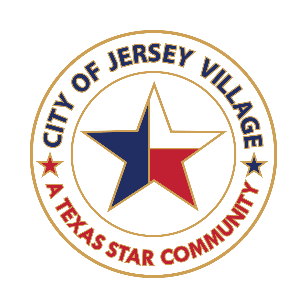 CITY OF JERSEY VILLAGE
A TEXAS STAR COMMUNITY